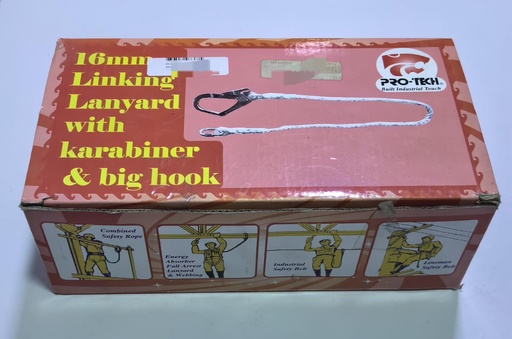 16mm
Linking
Lanyard
with
karabiner
& big hook
PRO-TECH
Built Industrial Touch
Combined
Safety Rope
Energy
Absorber
Fall Arrest
Lanyard
& Webbing
Industrial
Safety Belt
Lineman
Safety Belt